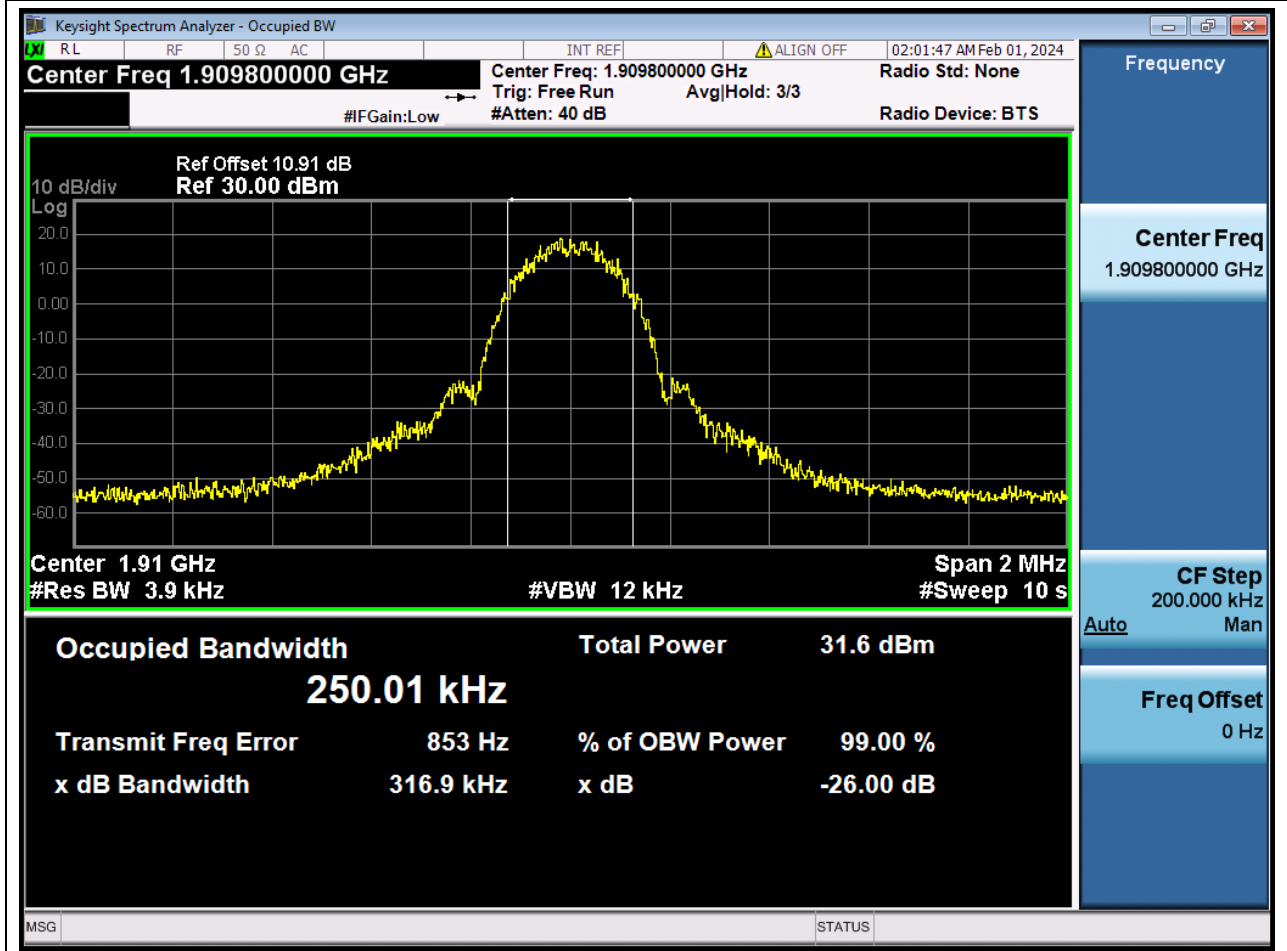 Keysight Spectrum Analyzer - Occupied BW
LXI RL RF 50 Ω AC INT REF ALIGN OFF 02:01:47 AM Feb 01, 2024
Center Freq 1.909800000 GHz
Center Freq: 1.909800000 GHz Radio Std: None
Trig: Free Run Avg|Hold: 3/3
#IFGain:Low #Atten: 40 dB Radio Device: BTS
Ref Offset 10.91 dB
10 dB/div Ref 30.00 dBm
Log
20.0
10.0
0.00
-10.0
-20.0
-30.0
-40.0
-50.0
-60.0
Center 1.91 GHz Span 2 MHz
#Res BW 3.9 kHz #VBW 12 kHz #Sweep 10 s
Occupied Bandwidth Total Power 31.6 dBm
250.01 kHz
Transmit Freq Error 853 Hz % of OBW Power 99.00 %
x dB Bandwidth 316.9 kHz x dB -26.00 dB
Frequency
Center Freq
1.909800000 GHz
CF Step
200.000 kHz
Auto Man
Freq Offset
0 Hz
MSG STATUS